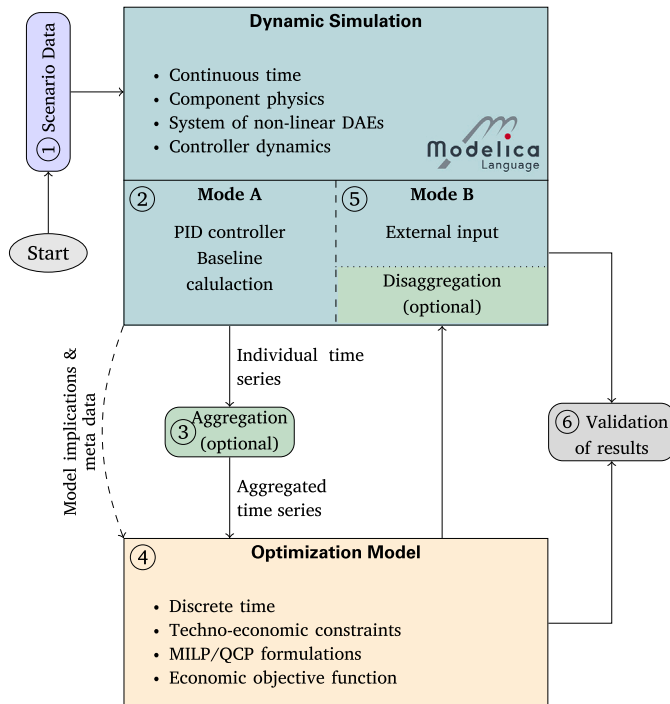 Dynamic Simulation
• Continuous time
• Component physics
• System of non-linear DAEs
• Controller dynamics
Modelica
Language
① Scenario Data
Start
② Mode A
PID controller
Baseline
calulaction
⑤ Mode B
External input
Disaggregation
(optional)
Individual time
series
Model implications &
meta data
③ Aggregation
(optional)
Aggregated
time series
⑥ Validation
of results
④ Optimization Model
• Discrete time
• Techno-economic constraints
• MILP/QCP formulations
• Economic objective function